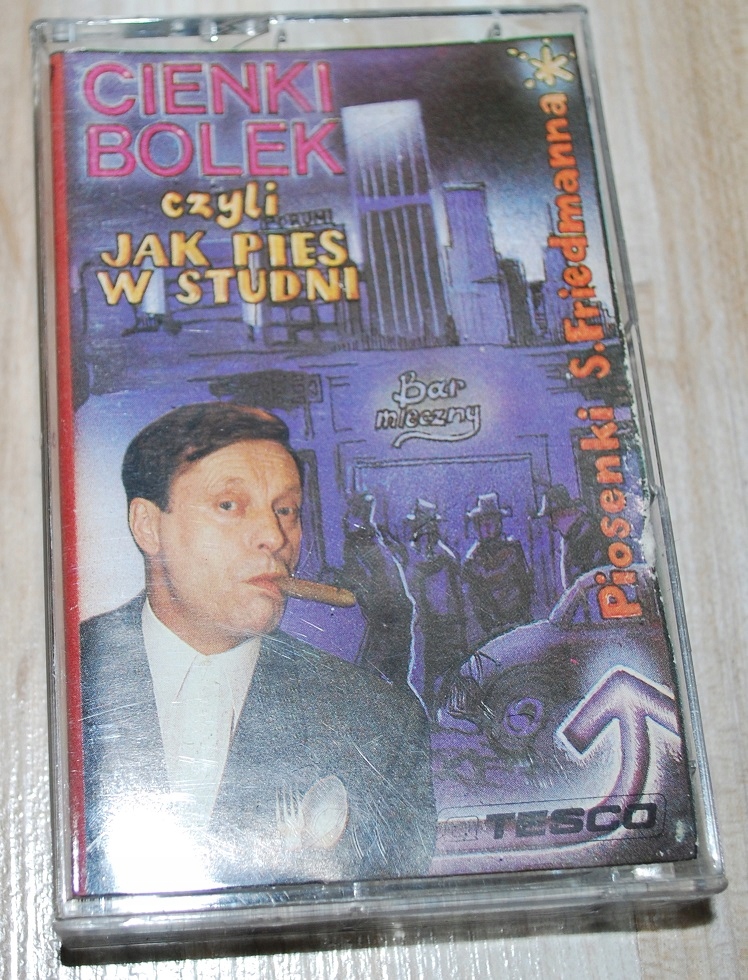 CIENKI
BOLEK
czyli
JAK PIES
W STUDNI
Bar
mleczny
Piosenki S. Friedmanna
TESCO